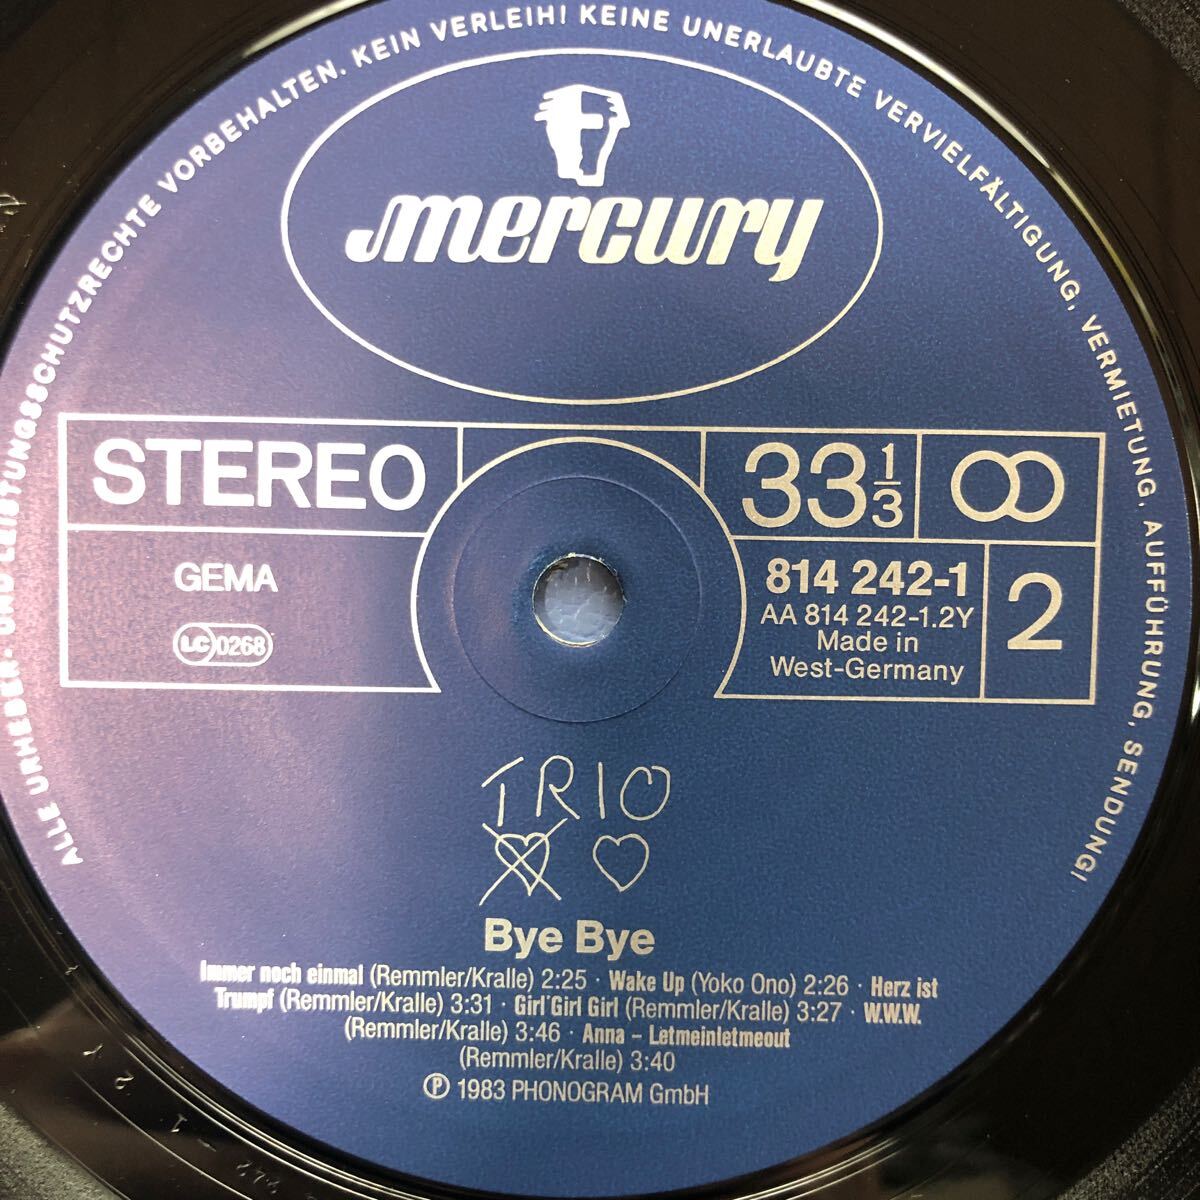 ALLE URHEBER- UND LEISTUNGSSCHUTZRECHTE VORBEHALTEN. KEIN VERLEIH! KEINE UNERLAUBTE VERVIELFÄLTIGUNG, VERMIETUNG, AUFFÜHRUNG, SENDUNG!
mercury
STEREO
GEMA
LC 0268
33 1/3
814 242-1
AA 814 242-1.2Y
Made in
West-Germany
2
TRIO
Bye Bye
Immer noch einmal (Remmler/Kralle) 2:25 · Wake Up (Yoko Ono) 2:26 · Herz ist
Trumpf (Remmler/Kralle) 3:31 · Girl Girl Girl (Remmler/Kralle) 3:27 · W.W.W.
(Remmler/Kralle) 3:46 · Anna – Letmeinletmeout
(Remmler/Kralle) 3:40
Ⓟ 1983 PHONOGRAM GmbH